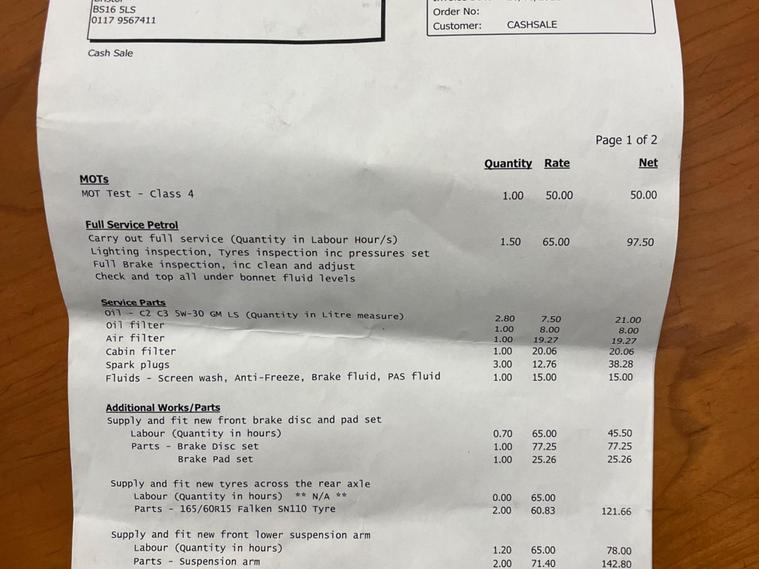 BS16 5LS
0117 9567411
Order No:
Customer: CASHSALE
Cash Sale
Page 1 of 2
Quantity Rate Net
MOTs
MOT Test - Class 4 1.00 50.00 50.00
Full Service Petrol
Carry out full service (Quantity in Labour Hour/s) 1.50 65.00 97.50
Lighting inspection, Tyres inspection inc pressures set
Full Brake inspection, inc clean and adjust
Check and top all under bonnet fluid levels
Service Parts
Oil - C2 C3 5W-30 GM LS (Quantity in Litre measure) 2.80 7.50 21.00
Oil filter 1.00 8.00 8.00
Air filter 1.00 19.27 19.27
Cabin filter 1.00 20.06 20.06
Spark plugs 3.00 12.76 38.28
Fluids - Screen wash, Anti-Freeze, Brake fluid, PAS fluid 1.00 15.00 15.00
Additional Works/Parts
Supply and fit new front brake disc and pad set
Labour (Quantity in hours) 0.70 65.00 45.50
Parts - Brake Disc set 1.00 77.25 77.25
Brake Pad set 1.00 25.26 25.26
Supply and fit new tyres across the rear axle
Labour (Quantity in hours) ** N/A ** 0.00 65.00
Parts - 165/60R15 Falken SN110 Tyre 2.00 60.83 121.66
Supply and fit new front lower suspension arm
Labour (Quantity in hours) 1.20 65.00 78.00
Parts - Suspension arm 2.00 71.40 142.80